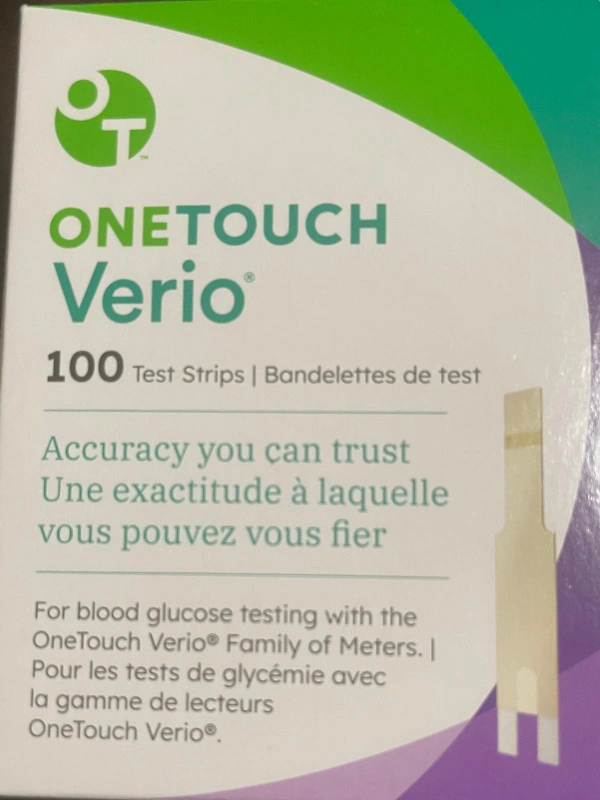 OT™
ONETOUCH
Verio®
100 Test Strips | Bandelettes de test
Accuracy you can trust
Une exactitude à laquelle
vous pouvez vous fier
For blood glucose testing with the
OneTouch Verio® Family of Meters. |
Pour les tests de glycémie avec
la gamme de lecteurs
OneTouch Verio®.